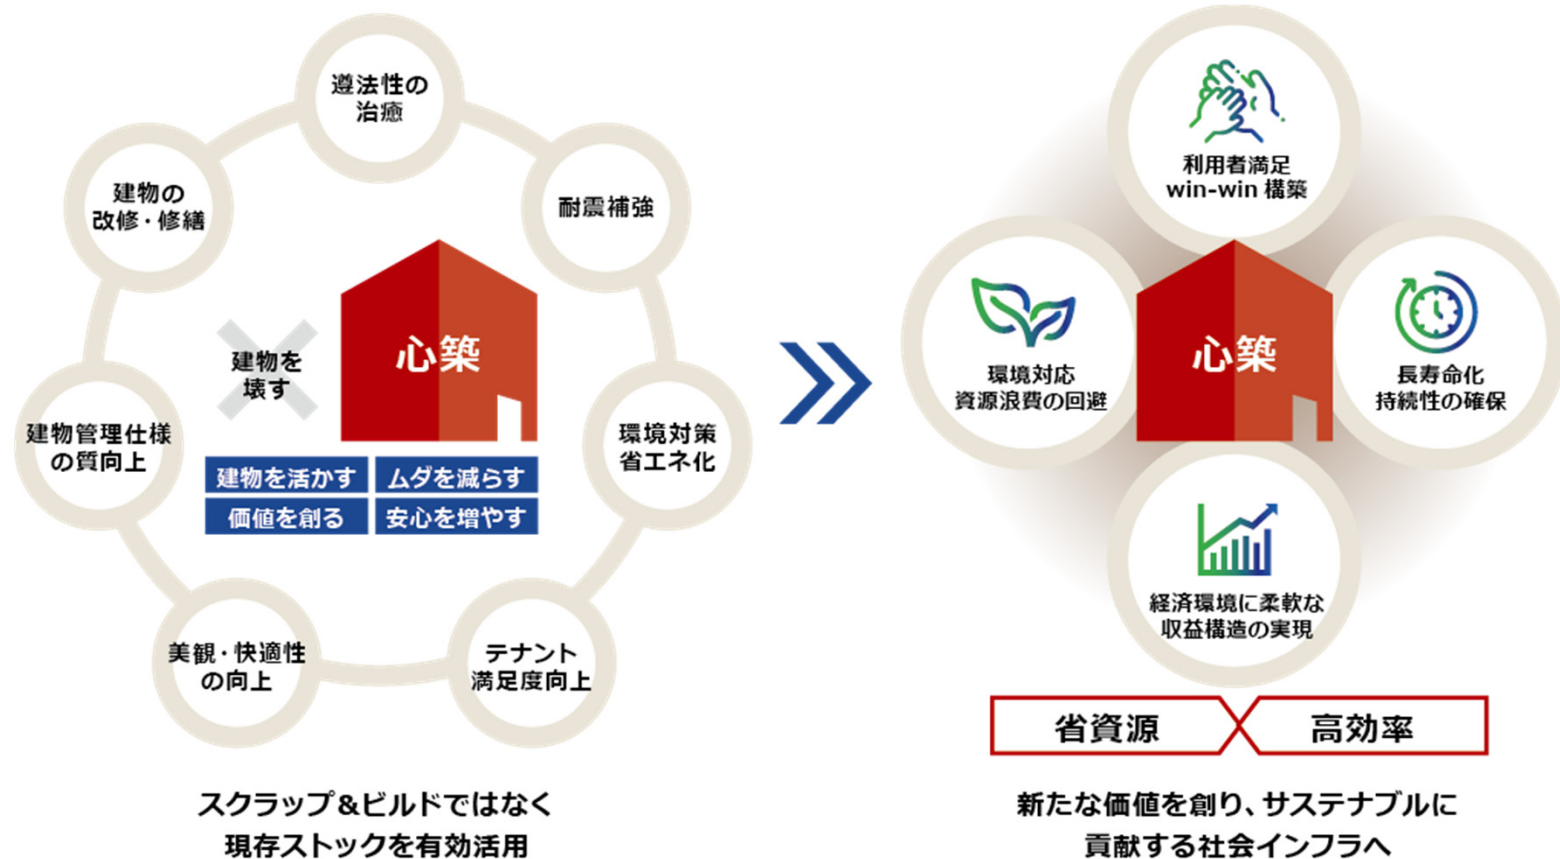 遵法性の
治癒
耐震補強
環境対策
省エネ化
テナント
満足度向上
美観・快適性
の向上
建物管理仕様
の質向上
建物の
改修・修繕
建物を
壊す
心築
建物を活かす
ムダを減らす
価値を創る
安心を増やす
スクラップ&ビルドではなく
現存ストックを有効活用
利用者満足
win-win 構築
環境対応
資源浪費の回避
心築
長寿命化
持続性の確保
経済環境に柔軟な
収益構造の実現
省資源
高効率
新たな価値を創り、サステナブルに
貢献する社会インフラへ